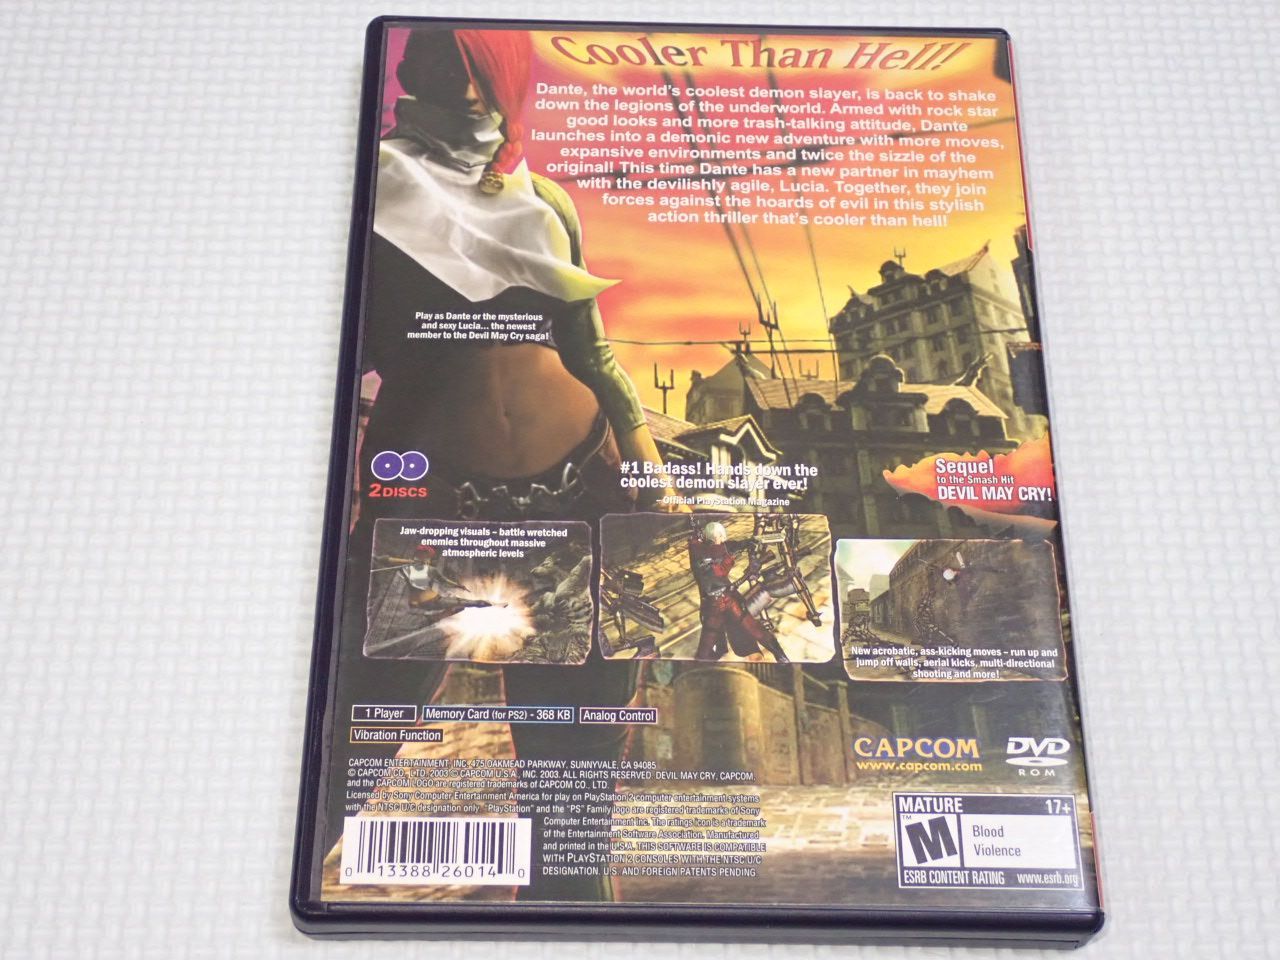 Cooler Than Hell!
Dante, the world's coolest demon slayer, is back to shake
down the legions of the underworld. Armed with rock star
good looks and more trash-talking attitude, Dante
launches into a demonic new adventure with more moves,
expansive environments and twice the sizzle of the
original! This time Dante has a new partner in mayhem
with the devilishly agile, Lucia. Together, they join
forces against the hoards of evil in this stylish
action thriller that's cooler than hell!
Play as Dante or the mysterious
and sexy Lucia... the newest
member to the Devil May Cry saga!
2 DISCS
#1 Badass! Hands down the
coolest demon slayer ever!
– Official PlayStation Magazine
Sequel
to the Smash Hit
DEVIL MAY CRY!
Jaw-dropping visuals – battle wretched
enemies throughout massive
atmospheric levels
New acrobatic, ass-kicking moves – run up and
jump off walls, aerial kicks, multi-directional
shooting and more!
1 Player
Memory Card (for PS2) - 368 KB
Analog Control
Vibration Function
CAPCOM
www.capcom.com
DVD
ROM
CAPCOM ENTERTAINMENT, INC. 475 OAKMEAD PARKWAY, SUNNYVALE, CA 94085
© CAPCOM CO., LTD. 2003 © CAPCOM U.S.A., INC. 2003. ALL RIGHTS RESERVED. DEVIL MAY CRY, CAPCOM,
and the CAPCOM LOGO are registered trademarks of CAPCOM CO., LTD.
Licensed by Sony Computer Entertainment America for play on PlayStation 2 computer entertainment systems
with the NTSC U/C designation only. "PlayStation" and the "PS" Family logo are registered trademarks of Sony
Computer Entertainment Inc. The ratings icon is a trademark
of the Entertainment Software Association. Manufactured
and printed in the U.S.A. THIS SOFTWARE IS COMPATIBLE
WITH PLAYSTATION 2 CONSOLES WITH THE NTSC U/C
DESIGNATION. U.S. AND FOREIGN PATENTS PENDING.
0 13388 26014 0
MATURE 17+
M
TM
Blood
Violence
ESRB CONTENT RATING www.esrb.org